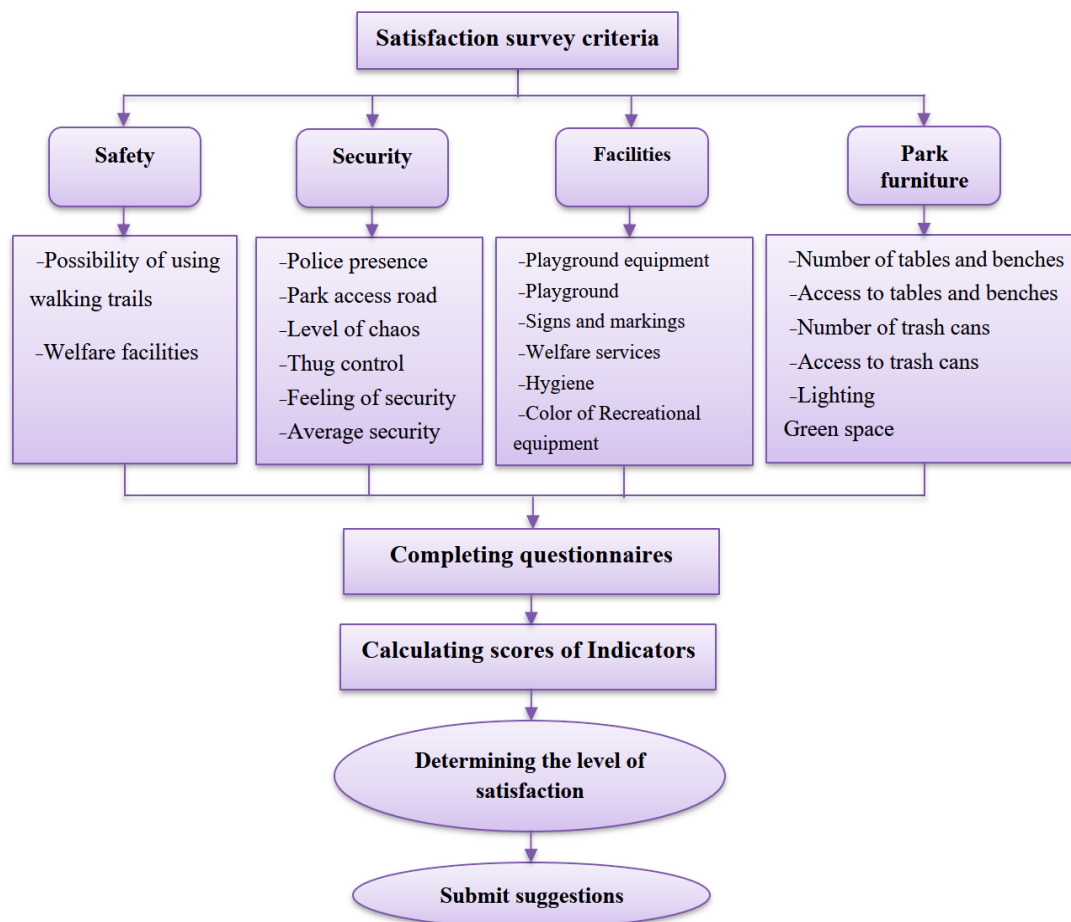 Satisfaction survey criteria
Safety
Security
Facilities
Park
furniture
-Possibility of using
walking trails
-Welfare facilities
-Police presence
-Park access road
-Level of chaos
-Thug control
-Feeling of security
-Average security
-Playground equipment
-Playground
-Signs and markings
-Welfare services
-Hygiene
-Color of Recreational
equipment
-Number of tables and benches
-Access to tables and benches
-Number of trash cans
-Access to trash cans
-Lighting
Green space
Completing questionnaires
Calculating scores of Indicators
Determining the level of
satisfaction
Submit suggestions